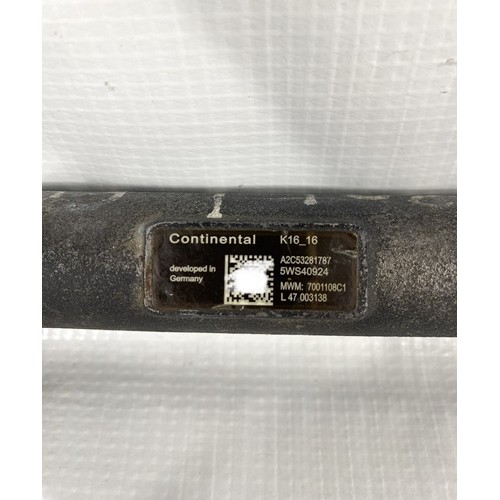 Continental K16_16
A2C53281787
developed in
Germany
5WS40924
MWM: 7001108C1
L 47 003138